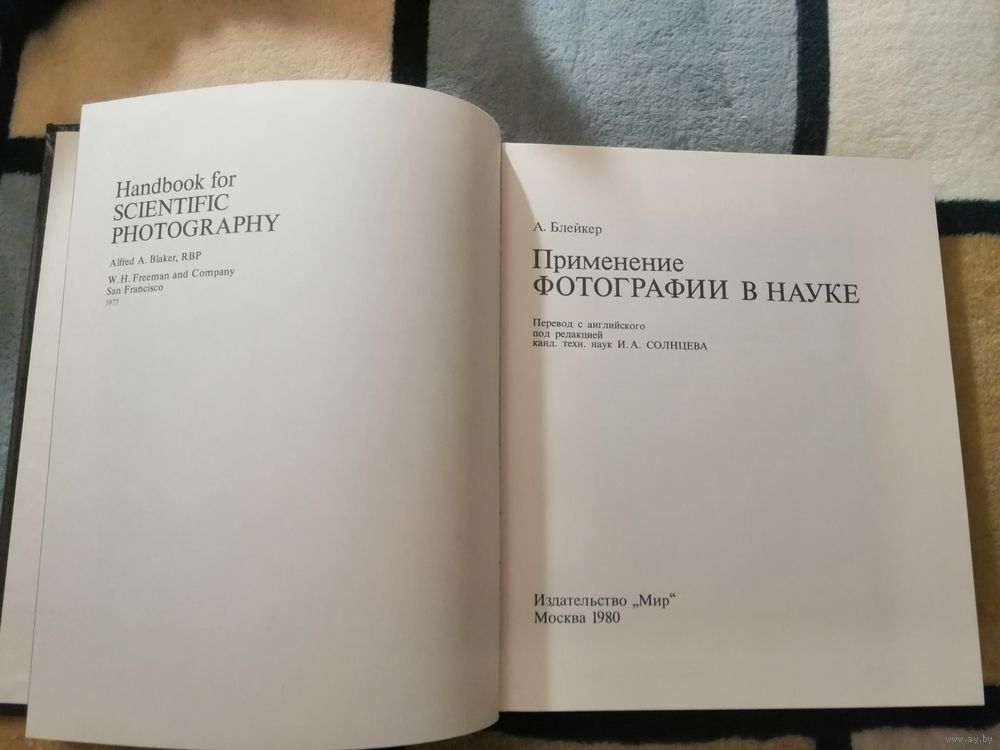 Handbook for
SCIENTIFIC
PHOTOGRAPHY
Alfred A. Blaker, RBP
W. H. Freeman and Company
San Francisco
1977
А. Блейкер
Применение
ФОТОГРАФИИ В НАУКЕ
Перевод с английского
под редакцией
канд. техн. наук И. А. СОЛНЦЕВА
Издательство „Мир“
Москва 1980
www.ay.by